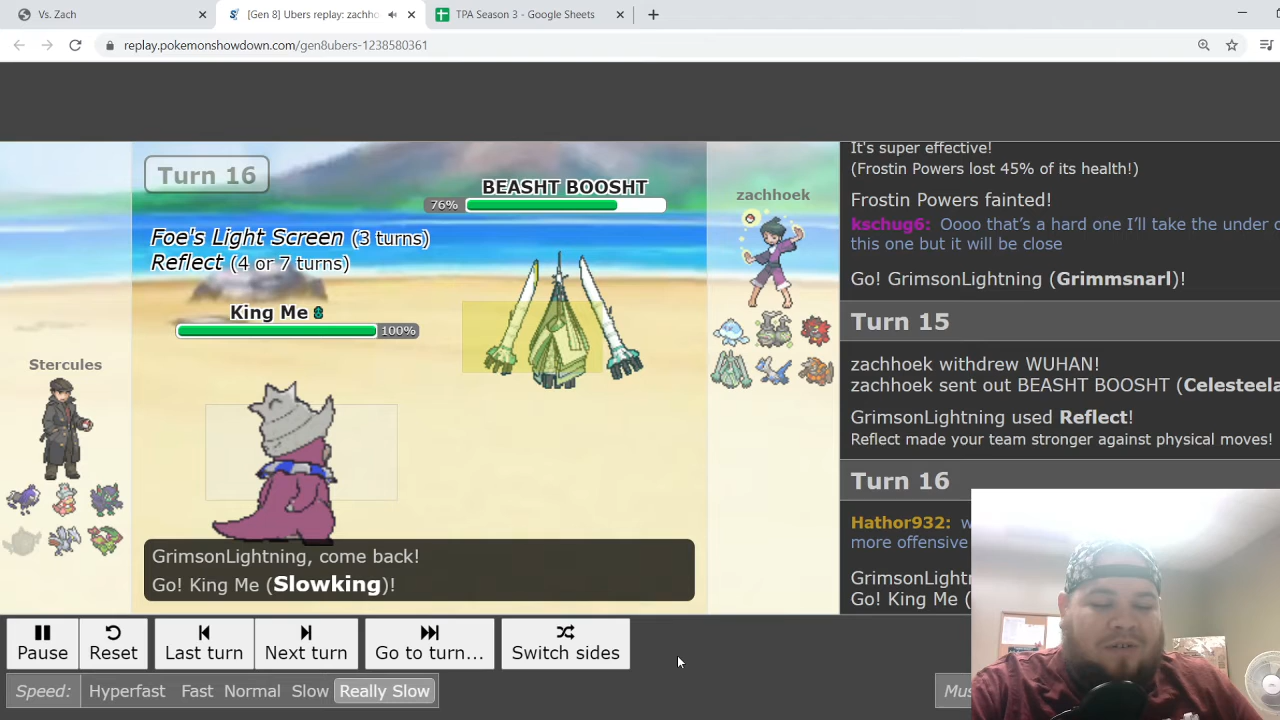 Vs. Zach
[Gen 8] Ubers replay: zachho
TPA Season 3 - Google Sheets
replay.pokemonshowdown.com/gen8ubers-1238580361
Turn 16
BEASHT BOOSHT
76%
Foe's Light Screen (3 turns)
Reflect (4 or 7 turns)
King Me
100%
Stercules
zachhoek
GrimsonLightning, come back!
Go! King Me (Slowking)!
It's super effective!
(Frostin Powers lost 45% of its health!)
Frostin Powers fainted!
kschug6: Oooo that's a hard one I'll take the under
this one but it will be close
Go! GrimsonLightning (Grimmsnarl)!
Turn 15
zachhoek withdrew WUHAN!
zachhoek sent out BEASHT BOOSHT (Celesteela
GrimsonLightning used Reflect!
Reflect made your team stronger against physical moves!
Turn 16
Hathor932: w
more offensive
GrimsonLightn
Go! King Me (
Pause
Reset
Last turn
Next turn
Go to turn...
Switch sides
Speed:
Hyperfast
Fast
Normal
Slow
Really Slow
Mus